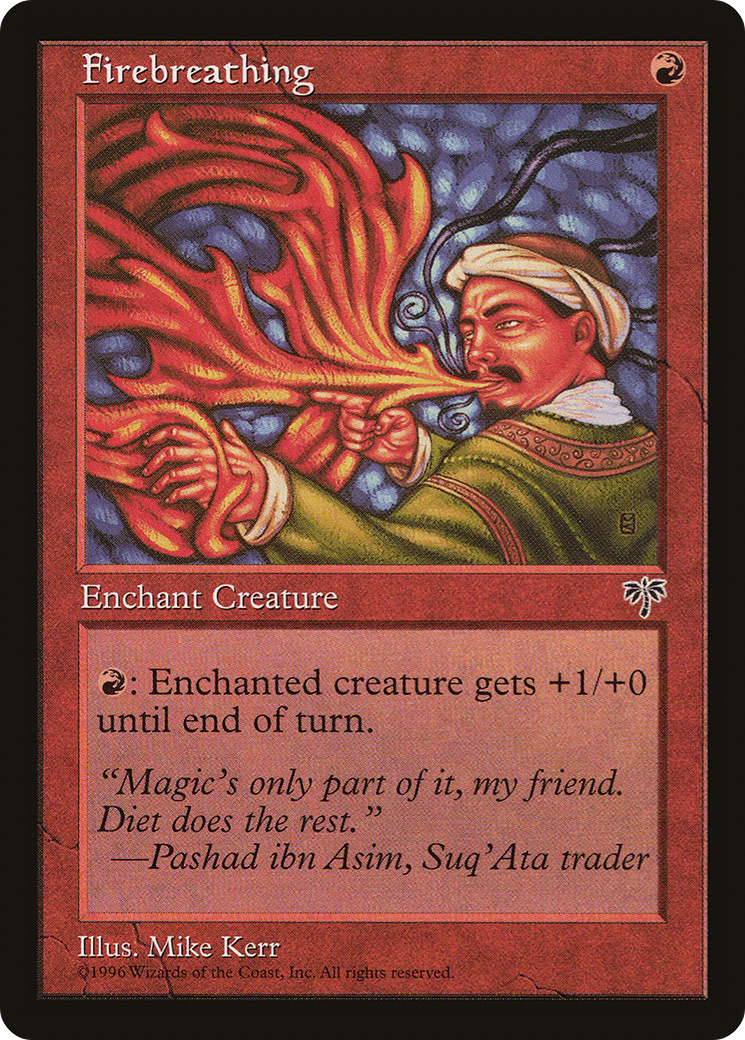 Firebreathing
Enchant Creature
: Enchanted creature gets +1/+0
until end of turn.
“Magic’s only part of it, my friend.
Diet does the rest.”
—Pashad ibn Asim, Suq’Ata trader
Illus. Mike Kerr
©1996 Wizards of the Coast, Inc. All rights reserved.